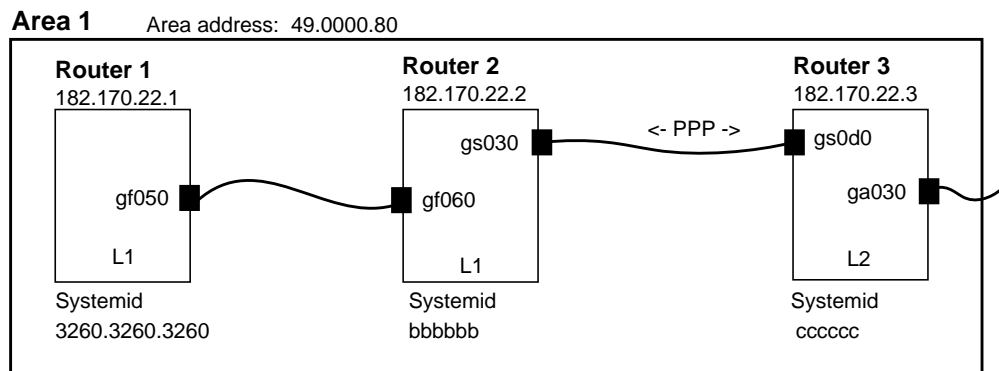 Area 1 Area address: 49.0000.80
Router 1 Router 2 Router 3
182.170.22.1 182.170.22.2 182.170.22.3
<- PPP ->
gs030 gs0d0
gf050 gf060 ga030
L1 L1 L2
Systemid Systemid Systemid
3260.3260.3260 bbbbbb cccccc